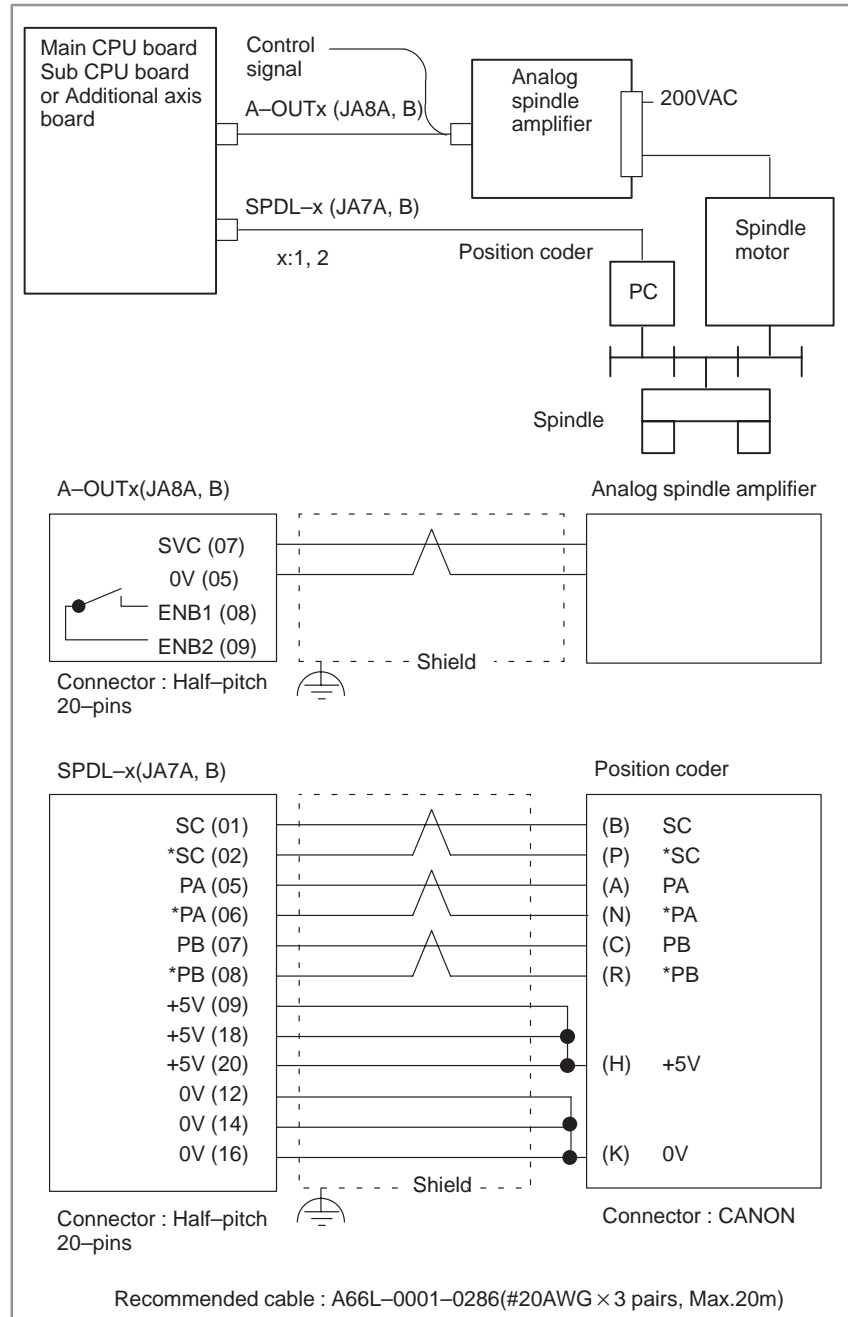 Main CPU board
Sub CPU board
or Additional axis
board
Control
signal
A–OUTx (JA8A, B)
Analog
spindle
amplifier
200VAC
SPDL–x (JA7A, B)
x:1, 2
Position coder
PC
Spindle
motor
Spindle
A–OUTx(JA8A, B)
Analog spindle amplifier
SVC (07)
0V (05)
ENB1 (08)
ENB2 (09)
Shield
Connector : Half–pitch
20–pins
SPDL–x(JA7A, B)
Position coder
SC (01)
(B) SC
*SC (02)
(P) *SC
PA (05)
(A) PA
*PA (06)
(N) *PA
PB (07)
(C) PB
*PB (08)
(R) *PB
+5V (09)
+5V (18)
+5V (20)
(H) +5V
0V (12)
0V (14)
0V (16)
(K) 0V
Shield
Connector : Half–pitch
20–pins
Connector : CANON
Recommended cable : A66L–0001–0286(#20AWG × 3 pairs, Max.20m)